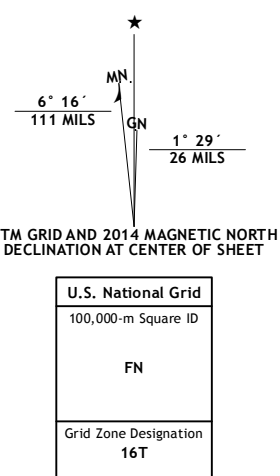 MN.
6° 16´
111 MILS
GN
1° 29´
26 MILS
TM GRID AND 2014 MAGNETIC NORTH
DECLINATION AT CENTER OF SHEET
U.S. National Grid
100,000-m Square ID
FN
Grid Zone Designation
16T